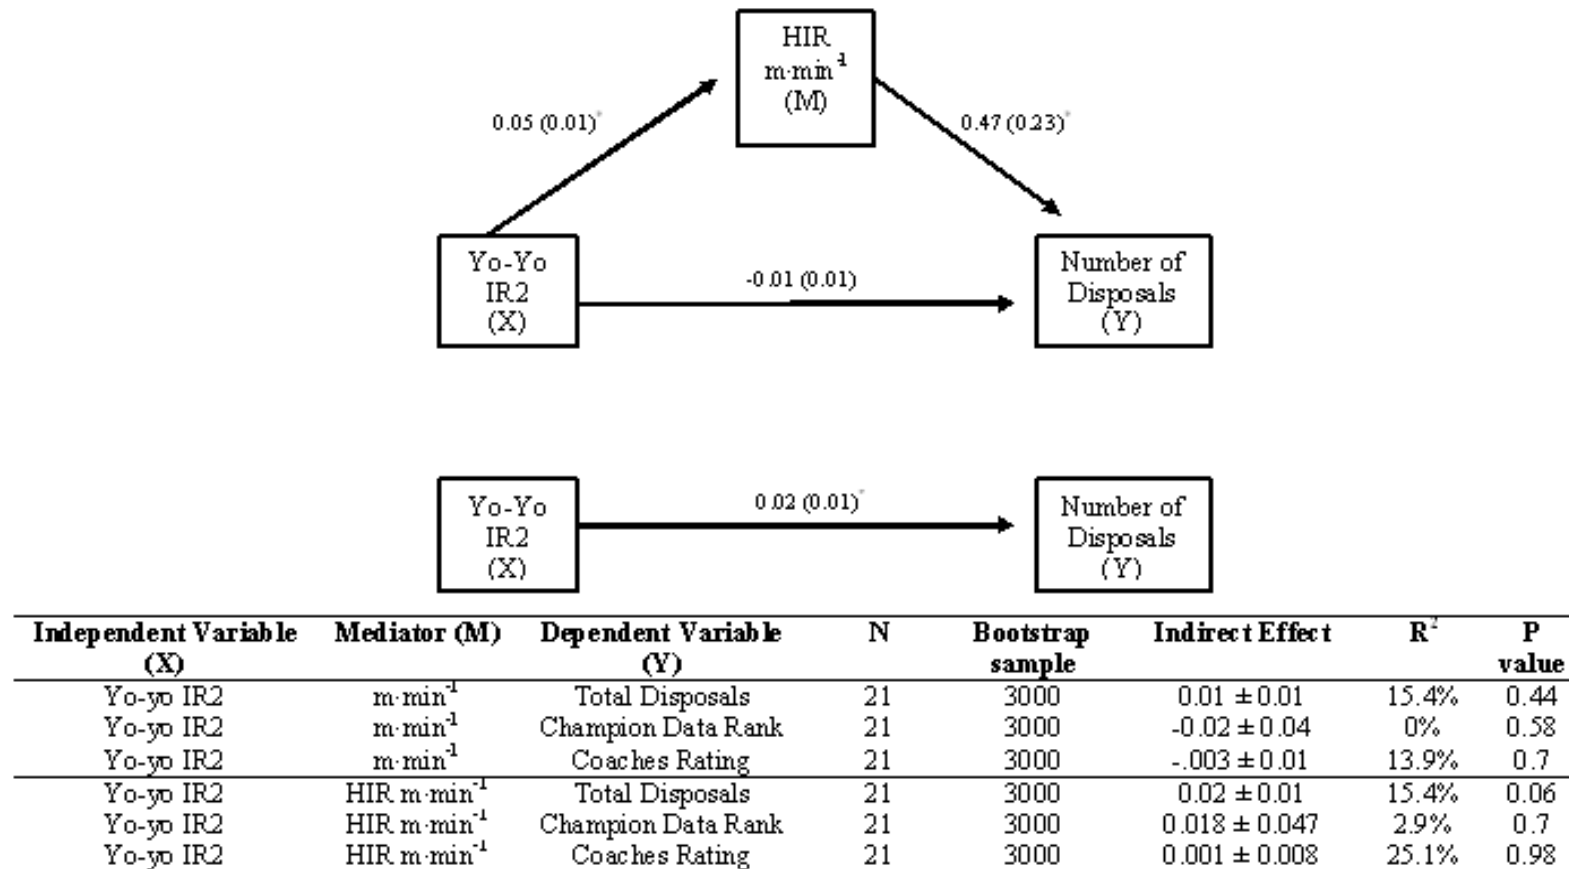 HIR
m·min⁻¹
(M)
0.05 (0.01)*
0.47 (0.23)*
Yo-Yo
IR2
(X)
-0.01 (0.01)
Number of
Disposals
(Y)
Yo-Yo
IR2
(X)
0.02 (0.01)*
Number of
Disposals
(Y)
Independent Variable (X) Mediator (M) Dependent Variable (Y) N Bootstrap sample Indirect Effect R² P value
Yo-yo IR2 m·min⁻¹ Total Disposals 21 3000 0.01 ± 0.01 15.4% 0.44
Yo-yo IR2 m·min⁻¹ Champion Data Rank 21 3000 -0.02 ± 0.04 0% 0.58
Yo-yo IR2 m·min⁻¹ Coaches Rating 21 3000 -.003 ± 0.01 13.9% 0.7
Yo-yo IR2 HIR m·min⁻¹ Total Disposals 21 3000 0.02 ± 0.01 15.4% 0.06
Yo-yo IR2 HIR m·min⁻¹ Champion Data Rank 21 3000 0.018 ± 0.047 2.9% 0.7
Yo-yo IR2 HIR m·min⁻¹ Coaches Rating 21 3000 0.001 ± 0.008 25.1% 0.98